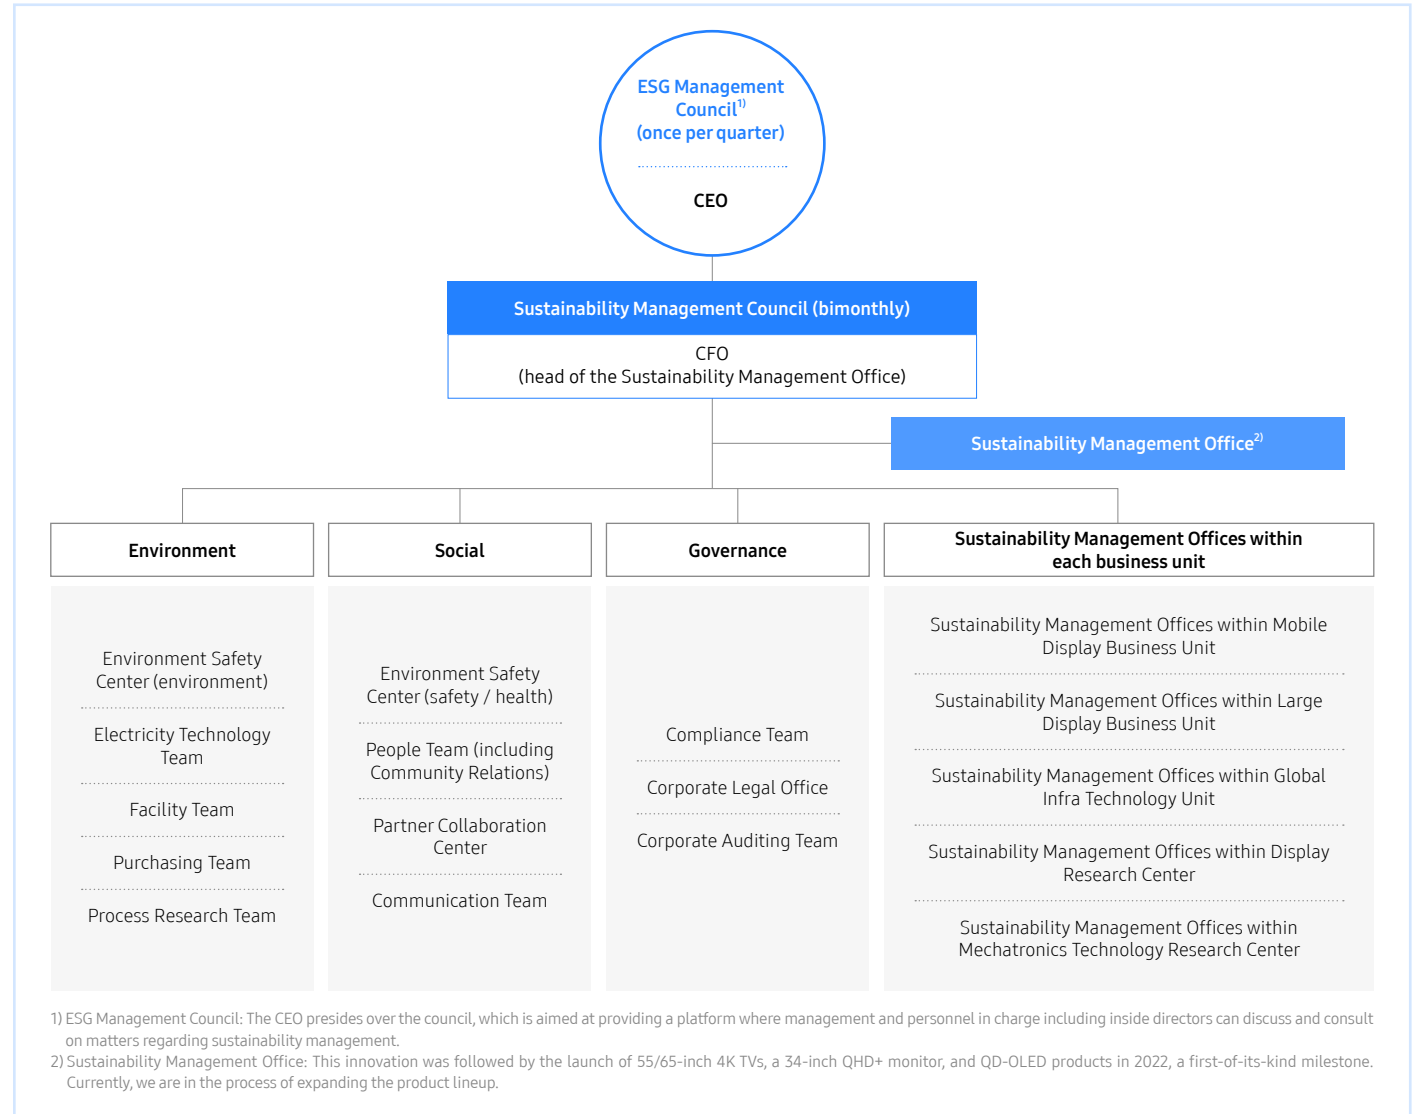 ESG Management
Council1)
(once per quarter)
CEO
Sustainability Management Council (bimonthly)
CFO
(head of the Sustainability Management Office)
Sustainability Management Office2)
Environment
Social
Governance
Sustainability Management Offices within
each business unit
Environment Safety
Center (environment)
Electricity Technology
Team
Facility Team
Purchasing Team
Process Research Team
Environment Safety
Center (safety / health)
People Team (including
Community Relations)
Partner Collaboration
Center
Communication Team
Compliance Team
Corporate Legal Office
Corporate Auditing Team
Sustainability Management Offices within Mobile
Display Business Unit
Sustainability Management Offices within Large
Display Business Unit
Sustainability Management Offices within Global
Infra Technology Unit
Sustainability Management Offices within Display
Research Center
Sustainability Management Offices within
Mechatronics Technology Research Center
1) ESG Management Council: The CEO presides over the council, which is aimed at providing a platform where management and personnel in charge including inside directors can discuss and consult
on matters regarding sustainability management.
2) Sustainability Management Office: This innovation was followed by the launch of 55/65-inch 4K TVs, a 34-inch QHD+ monitor, and QD-OLED products in 2022, a first-of-its-kind milestone.
Currently, we are in the process of expanding the product lineup.